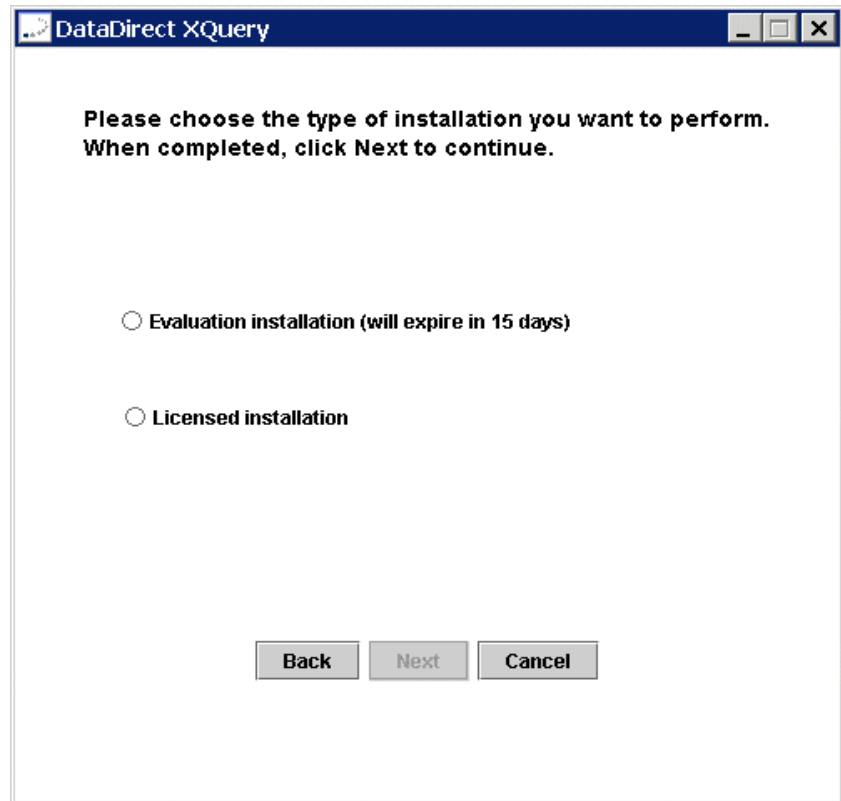 DataDirect XQuery
Please choose the type of installation you want to perform.
When completed, click Next to continue.
Evaluation installation (will expire in 15 days)
Licensed installation
Back Next Cancel